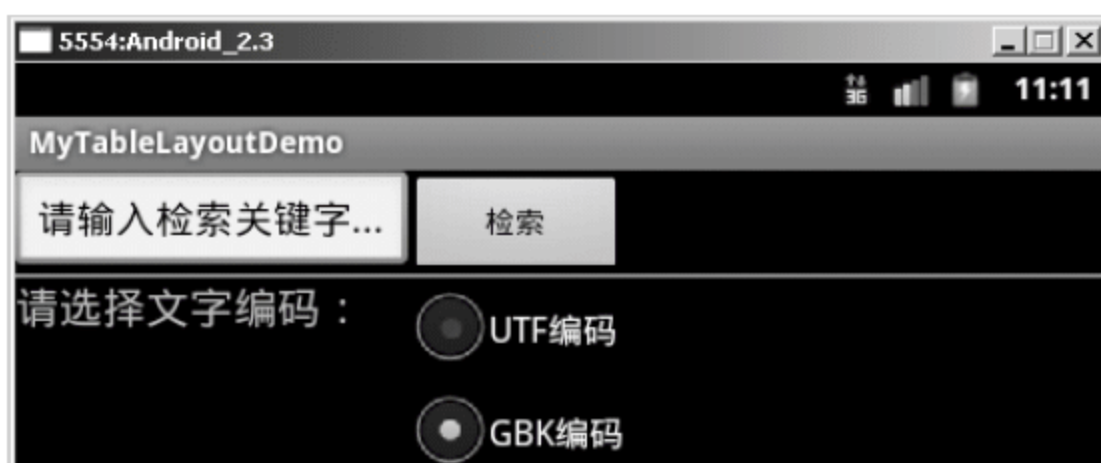 5554:Android_2.3
3G 11:11
MyTableLayoutDemo
请输入检索关键字... 检索
请选择文字编码： UTF编码
GBK编码